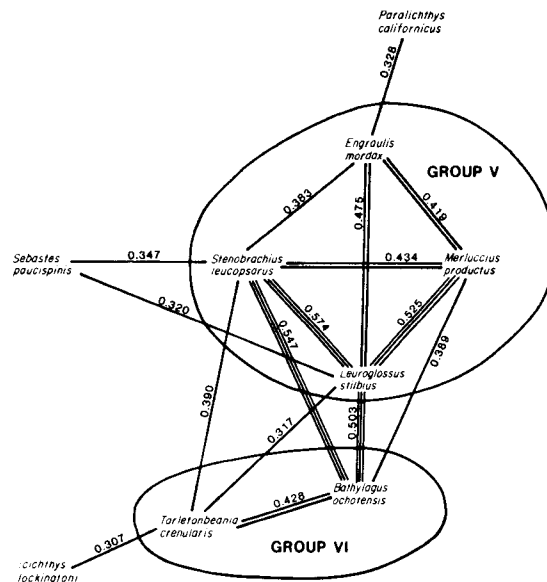 Paralichthys
californicus
0.328
Engraulis
mordax
GROUP V
0.383
0.475
0.419
Sebastes
paucispinis
0.347
Stenobrachius
leucopsarus
0.434
Merluccius
productus
0.320
0.574
0.525
0.547
0.389
Leuroglossus
stilbius
0.390
0.317
0.503
Bathylagus
ochotensis
0.428
Tarletonbeania
crenularis
0.307
GROUP VI
cichthys
lockingtoni